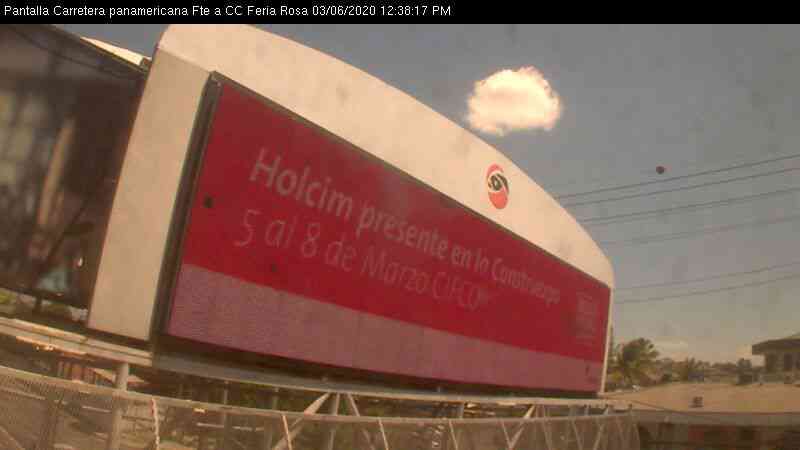 Pantalla Carretera panamericana Fte a CC Feria Rosa 03/06/2020 12:38:17 PM
Holcim presente en la Construexpo
5 al 8 de Marzo CIFCO